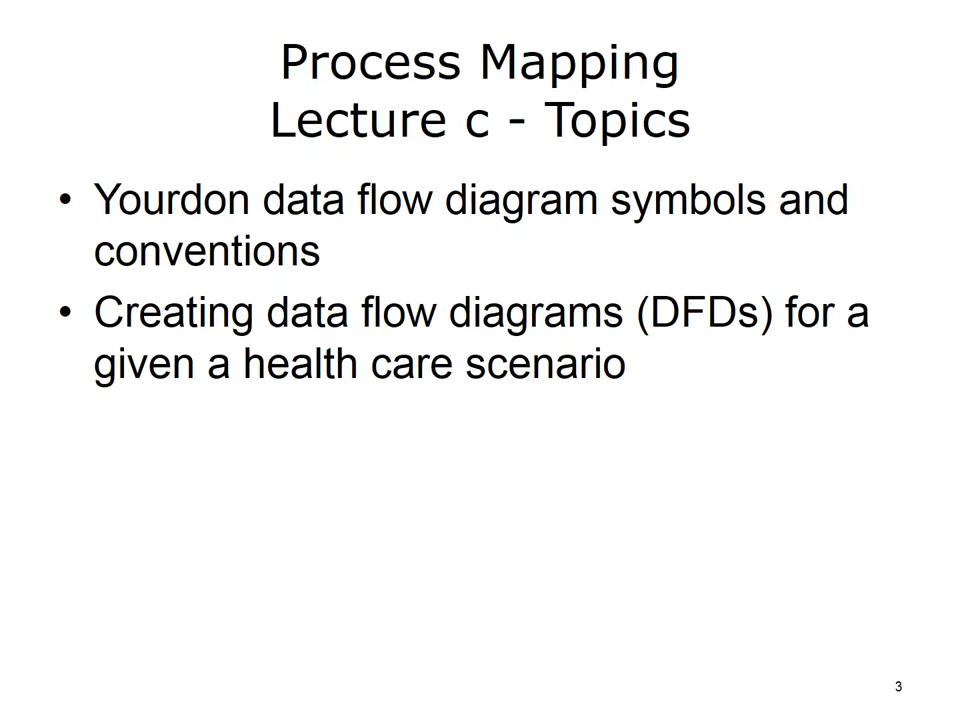 Process Mapping
Lecture c - Topics
• Yourdon data flow diagram symbols and
conventions
• Creating data flow diagrams (DFDs) for a
given a health care scenario
3